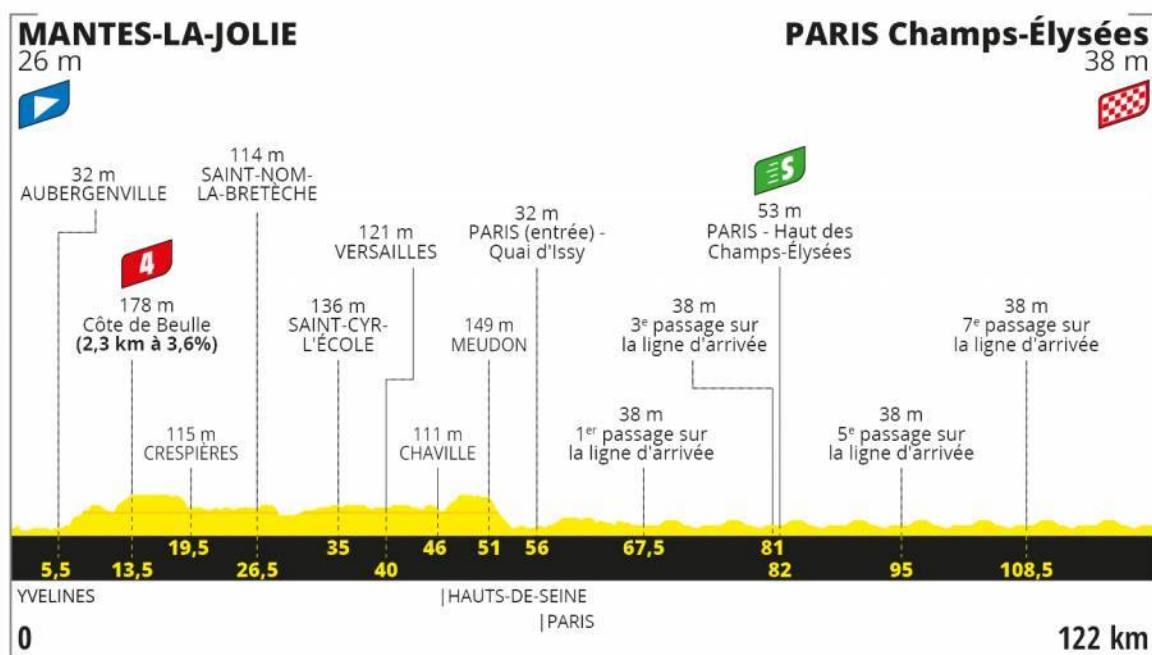 MANTES-LA-JOLIE
26 m
PARIS Champs-Élysées
38 m
32 m
AUBERGENVILLE
4
178 m
Côte de Beulle
(2,3 km à 3,6%)
115 m
CRESPIÈRES
114 m
SAINT-NOM-
LA-BRETÈCHE
136 m
SAINT-CYR-
L'ÉCOLE
121 m
VERSAILLES
111 m
CHAVILLE
149 m
MEUDON
32 m
PARIS (entrée) -
Quai d'Issy
38 m
1er passage sur
la ligne d'arrivée
38 m
3e passage sur
la ligne d'arrivée
S
53 m
PARIS - Haut des
Champs-Élysées
38 m
5e passage sur
la ligne d'arrivée
38 m
7e passage sur
la ligne d'arrivée
19,5 35 46 51 56 67,5 81
5,5 13,5 26,5 40 82 95 108,5
YVELINES
|HAUTS-DE-SEINE
|PARIS
0
122 km